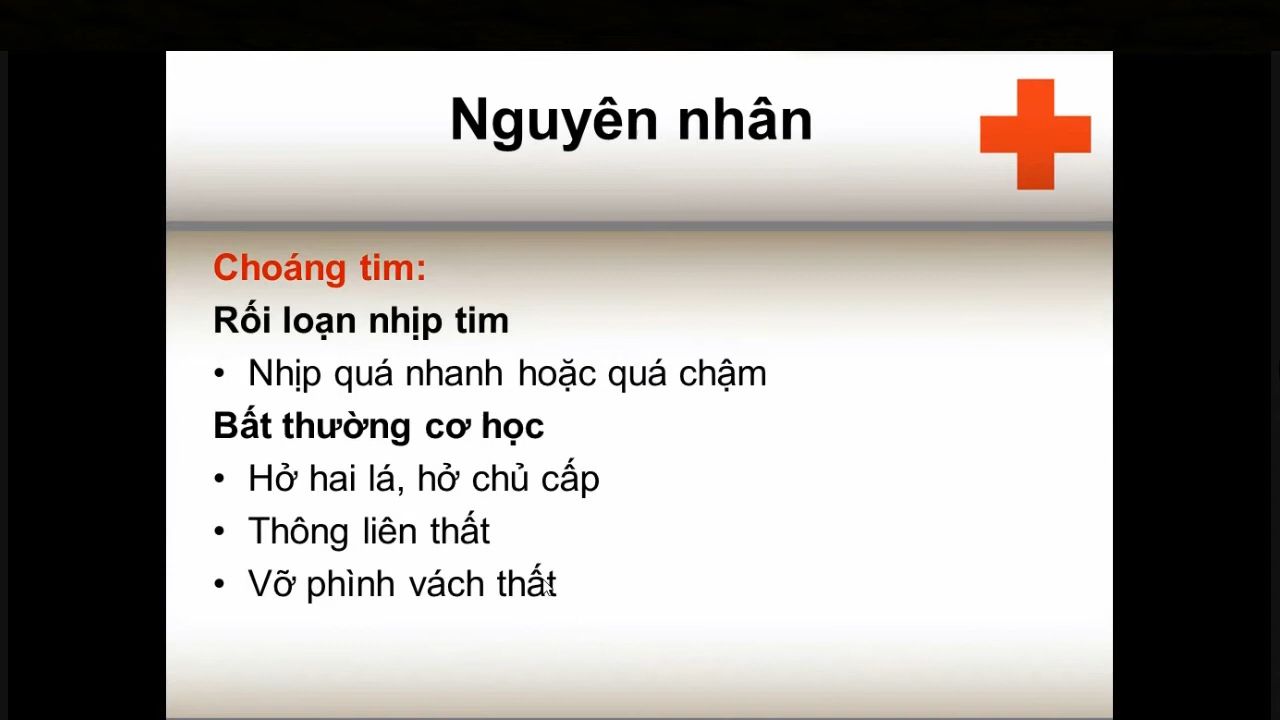 Nguyên nhân
Choáng tim:
Rối loạn nhịp tim
• Nhịp quá nhanh hoặc quá chậm
Bất thường cơ học
• Hở hai lá, hở chủ cấp
• Thông liên thất
• Vỡ phình vách thất